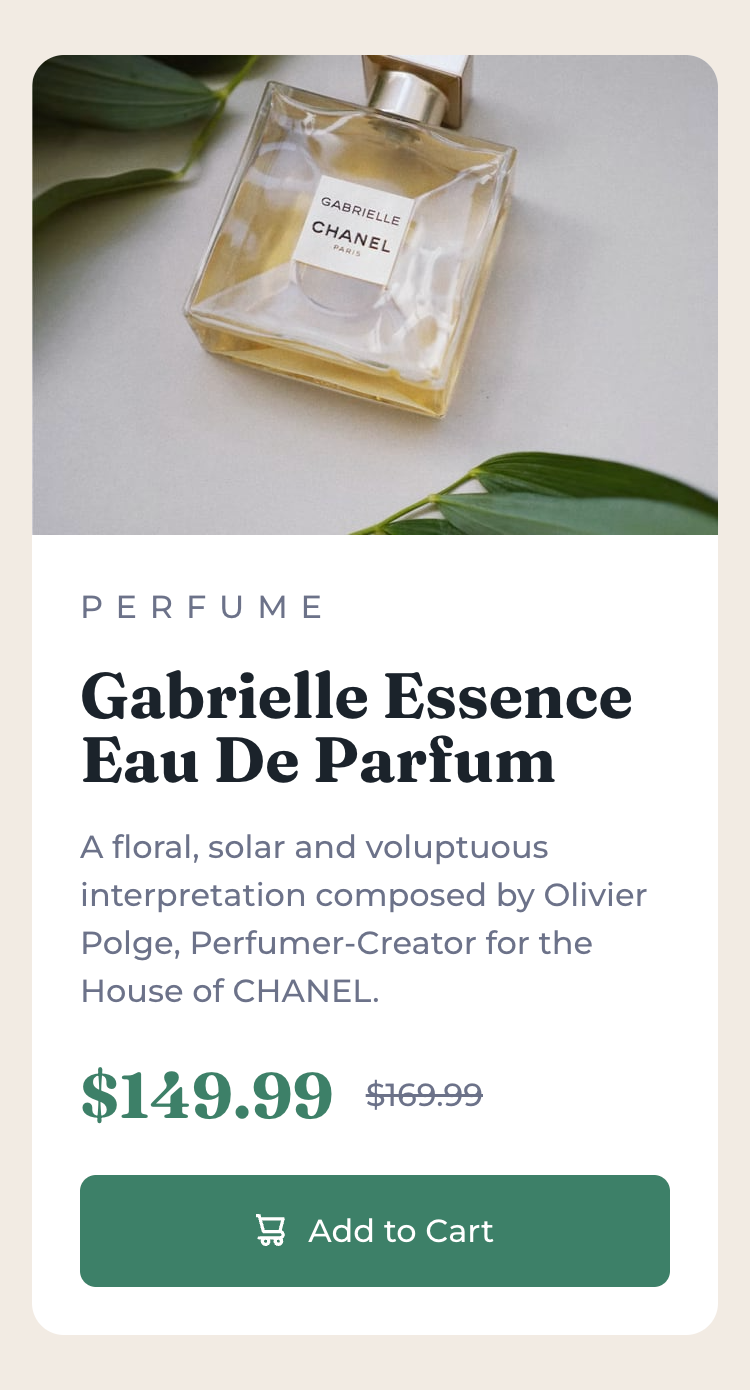 GABRIELLE
CHANEL
PARIS
PERFUME
Gabrielle Essence
Eau De Parfum
A floral, solar and voluptuous
interpretation composed by Olivier
Polge, Perfumer-Creator for the
House of CHANEL.
$149.99 $169.99
Add to Cart